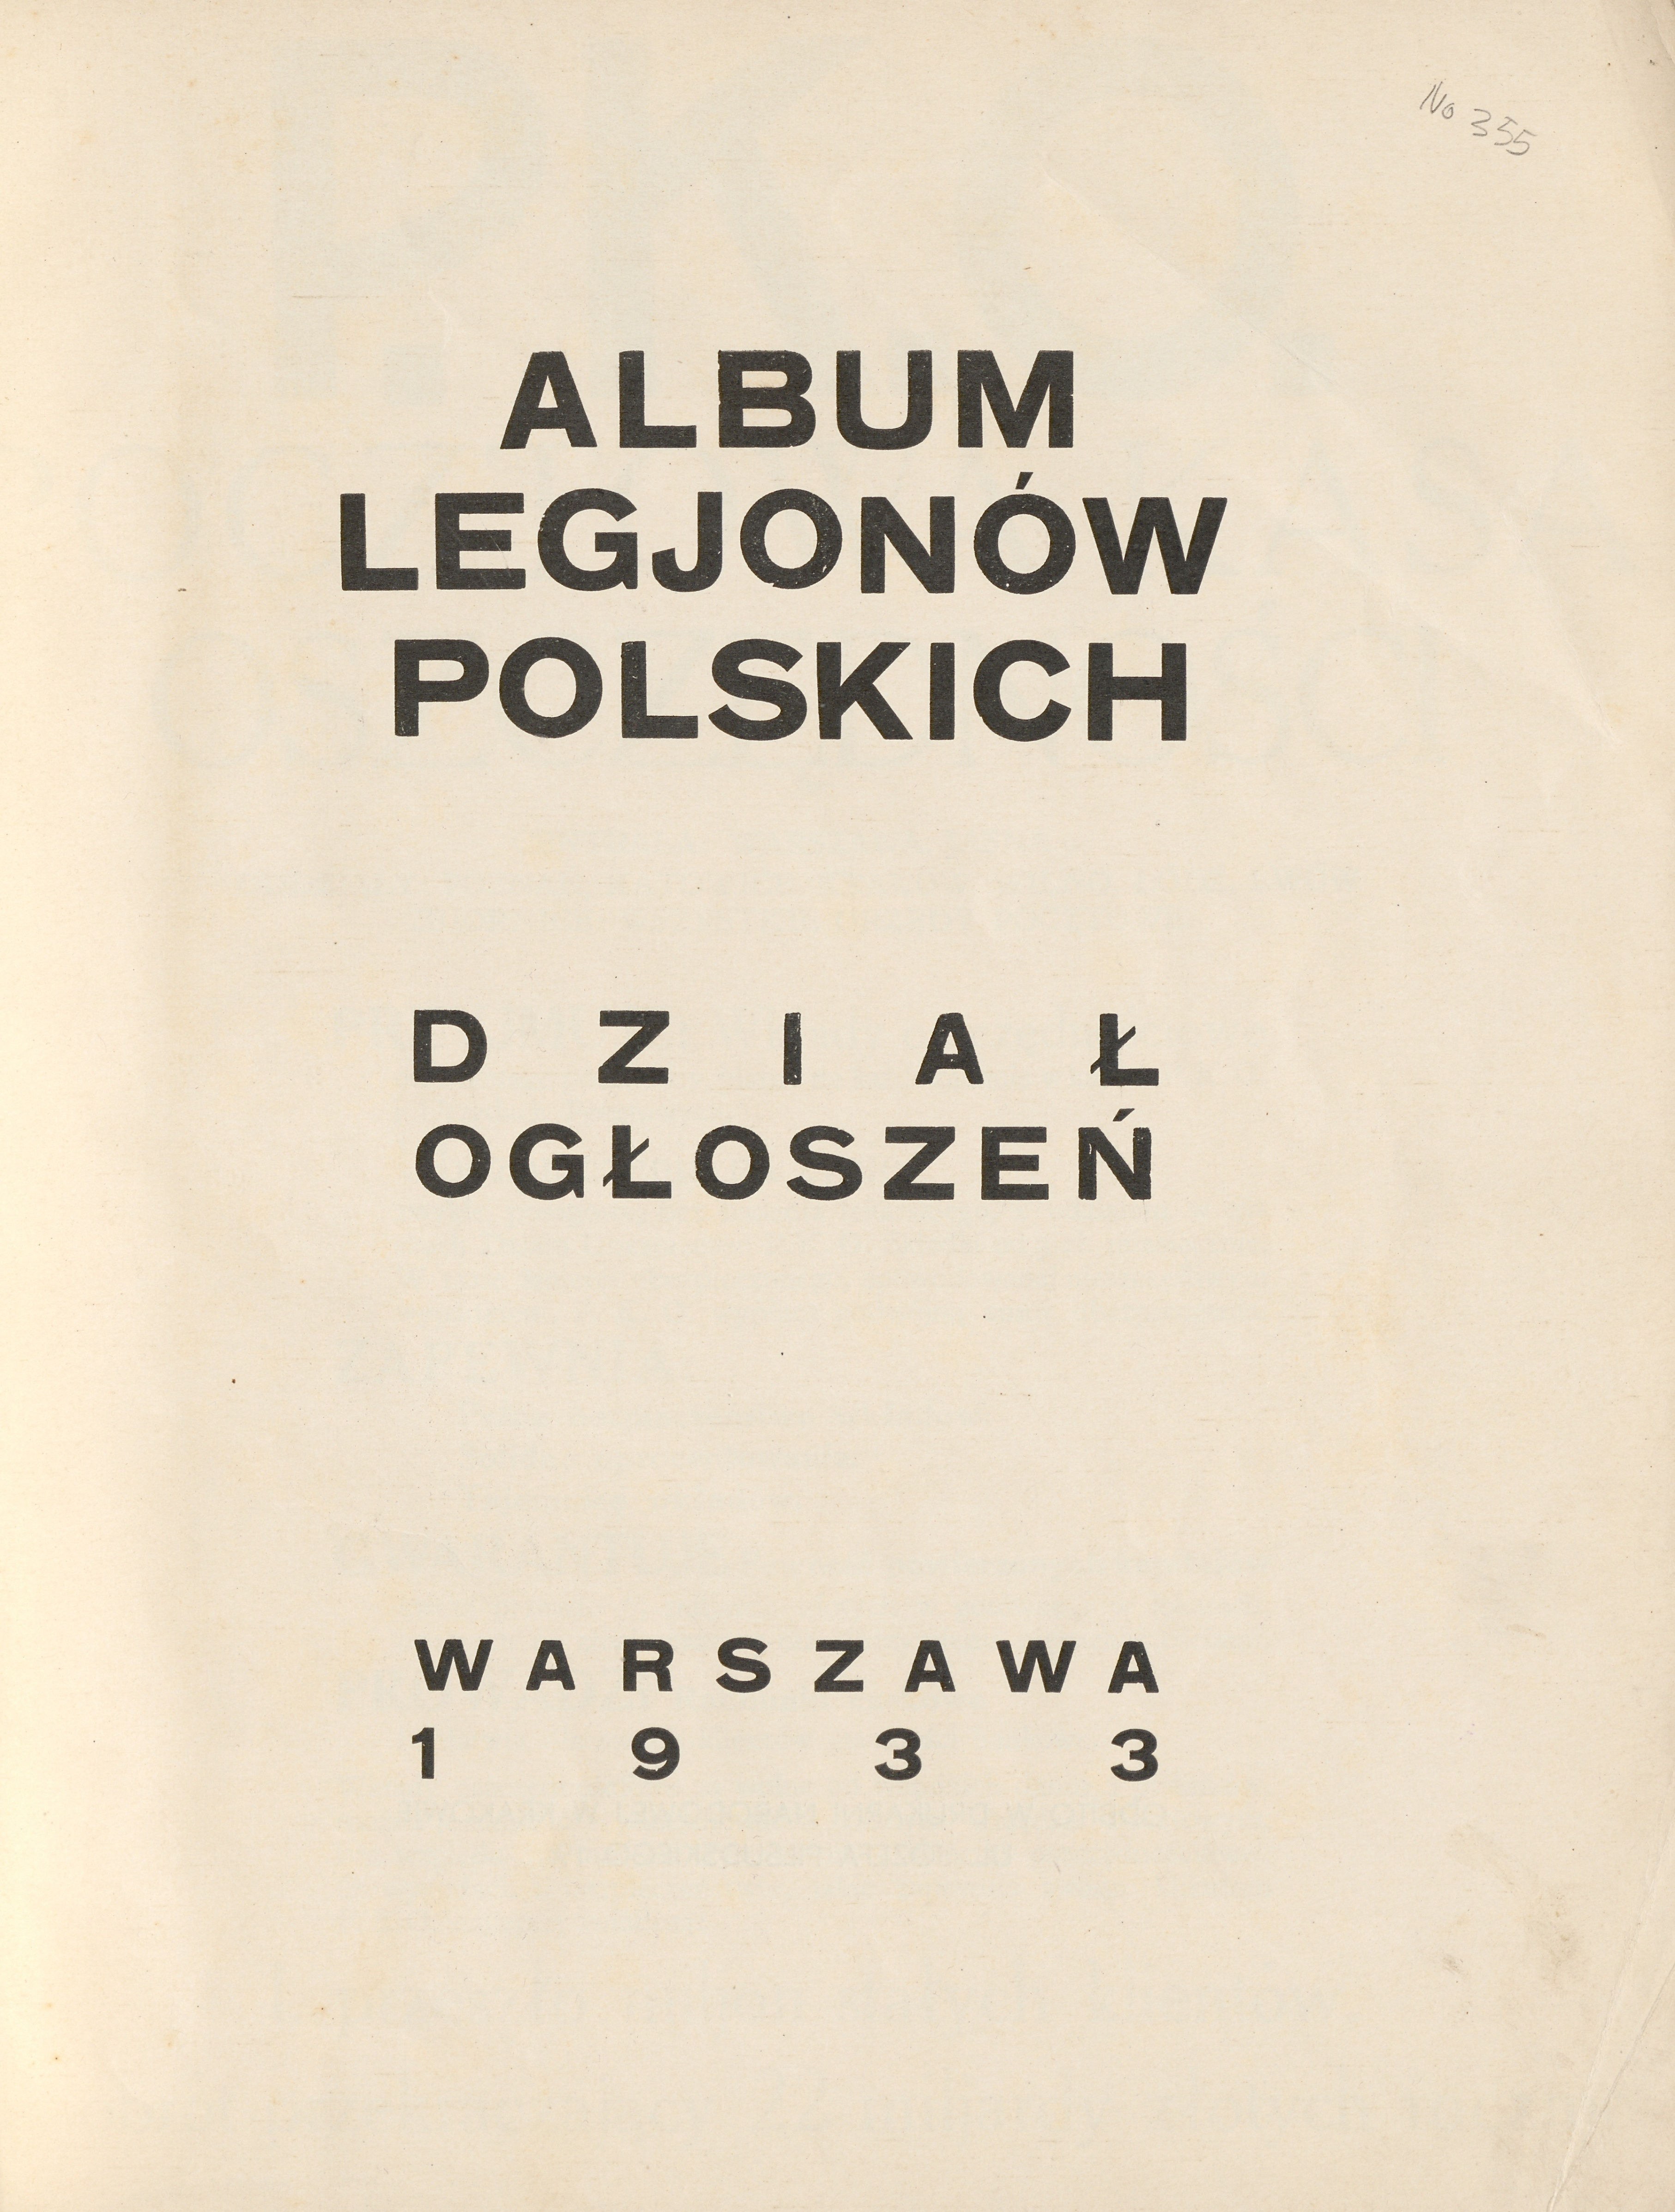 No 355
ALBUM
LEGJONÓW
POLSKICH
DZIAŁ
OGŁOSZEŃ
WARSZAWA
1933